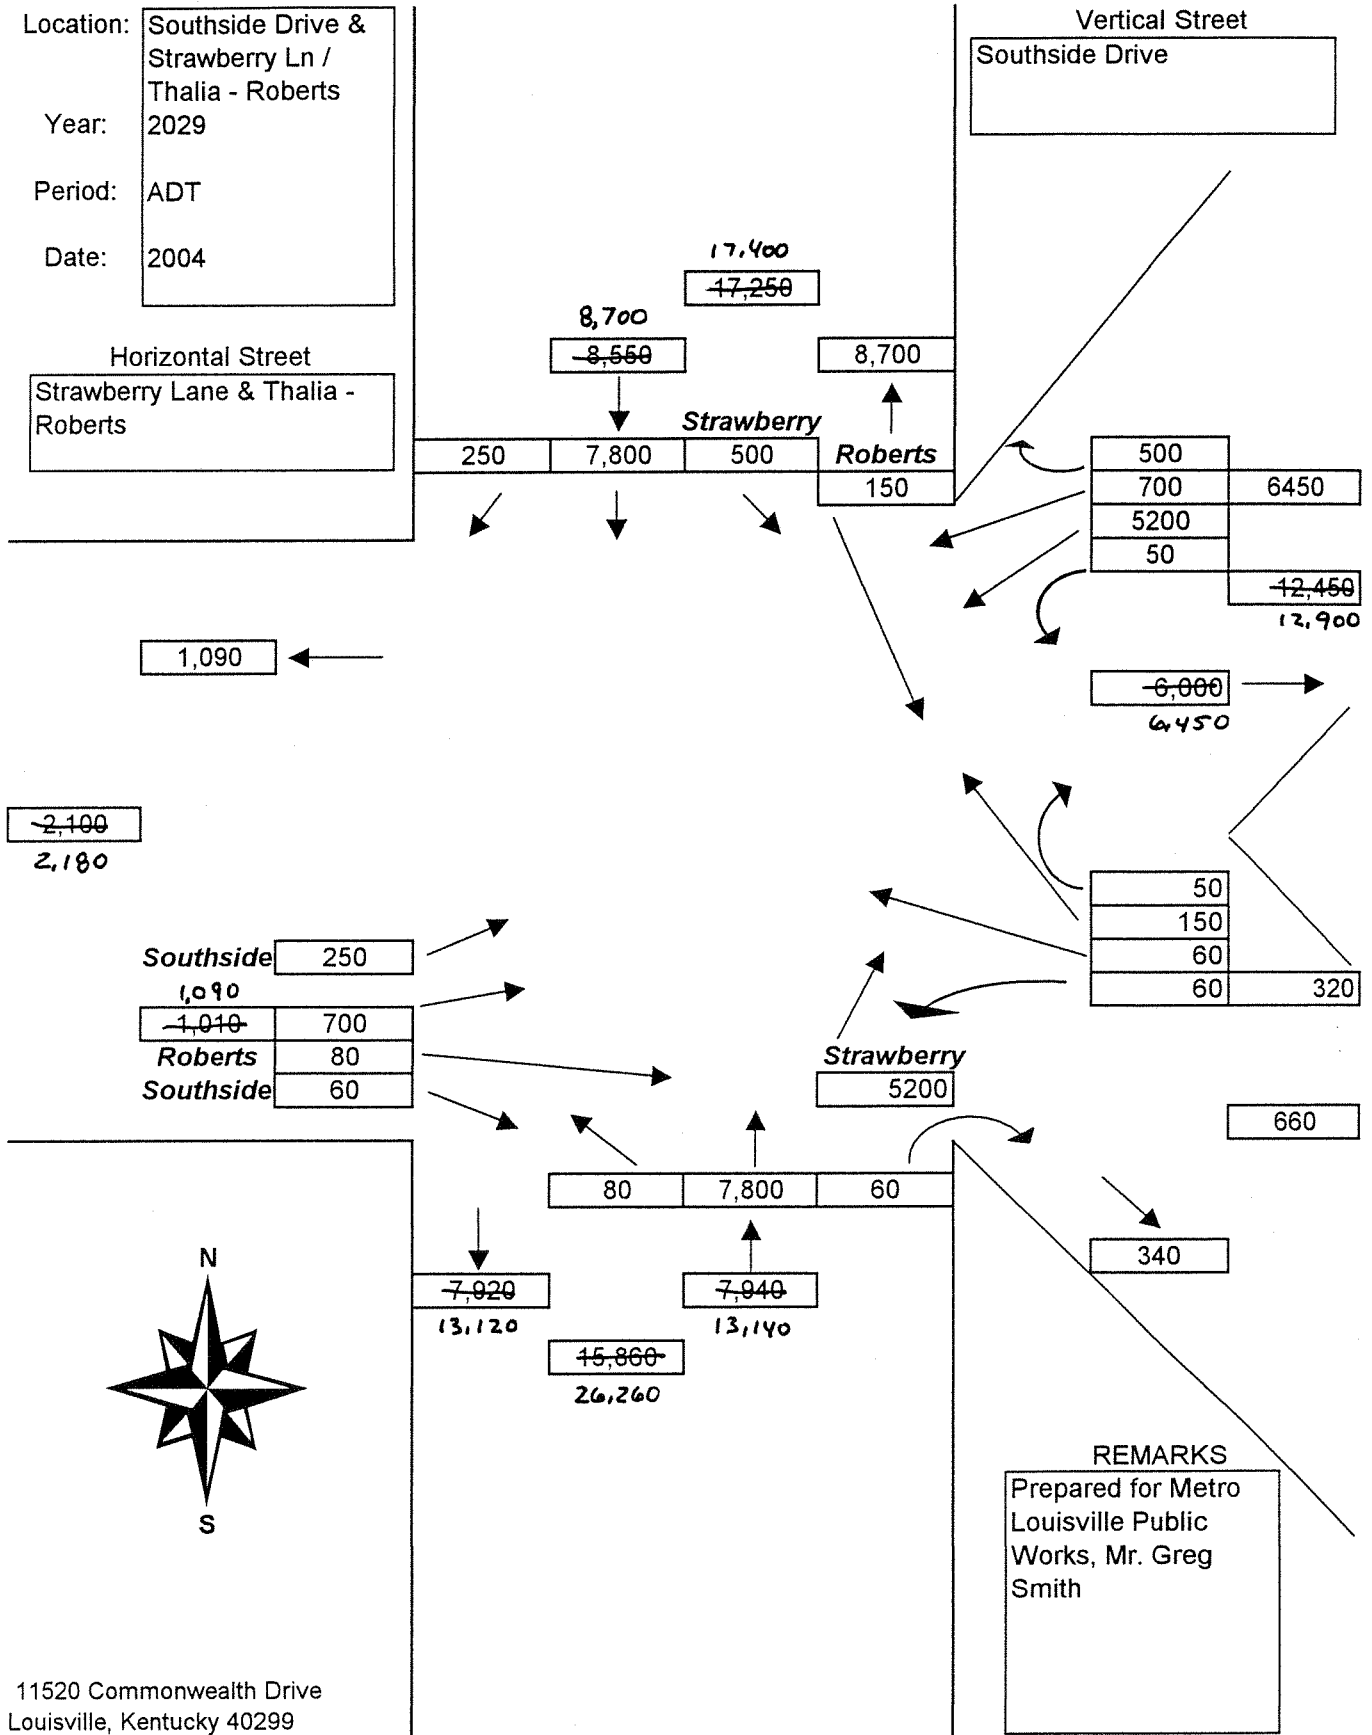 Location:
Southside Drive &
Strawberry Ln /
Thalia - Roberts
Year:
2029
Period:
ADT
Date:
2004
Vertical Street
Southside Drive
Horizontal Street
Strawberry Lane & Thalia -
Roberts
17,400
17,250
8,700
8,550
8,700
Strawberry
250 7,800 500 Roberts
150
500
700 6450
5200
50
12,450
12,900
1,090
6,000
6,450
2,100
2,180
50
150
60
60 320
Southside 250
1,090
1,010 700
Roberts 80
Southside 60
Strawberry
5200
660
80 7,800 60
340
7,920
13,120
7,940
13,140
15,860
26,260
N
S
REMARKS
Prepared for Metro
Louisville Public
Works, Mr. Greg
Smith
11520 Commonwealth Drive
Louisville, Kentucky 40299